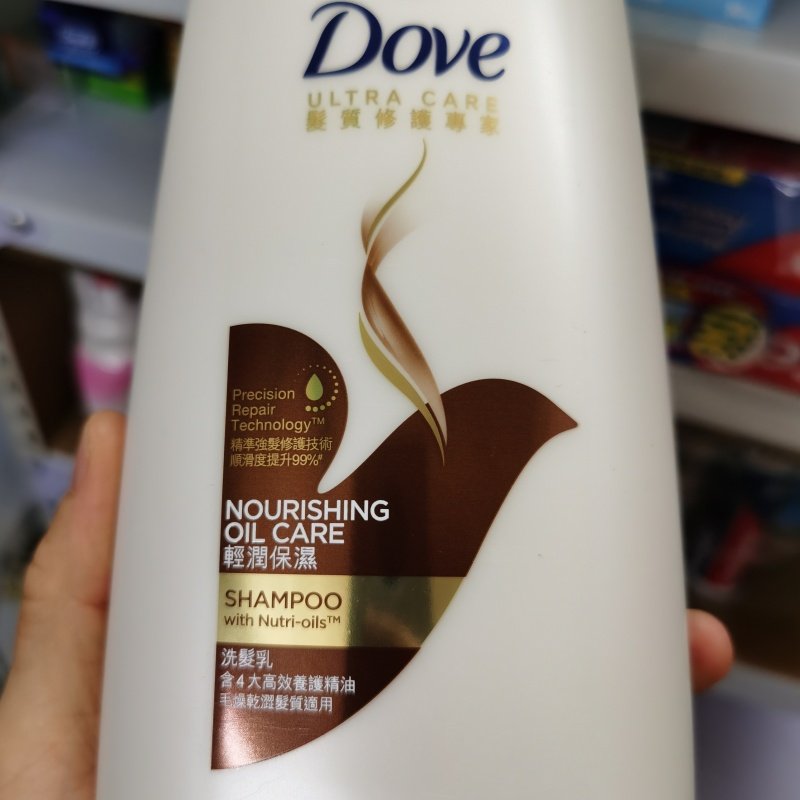 Dove
ULTRA CARE
髮質修護專家
Precision
Repair
Technology™
精準強髮修護技術
順滑度提升99%#
NOURISHING
OIL CARE
輕潤保濕
SHAMPOO
with Nutri-oils™
洗髮乳
含4大高效養護精油
毛燥乾澀髮質適用